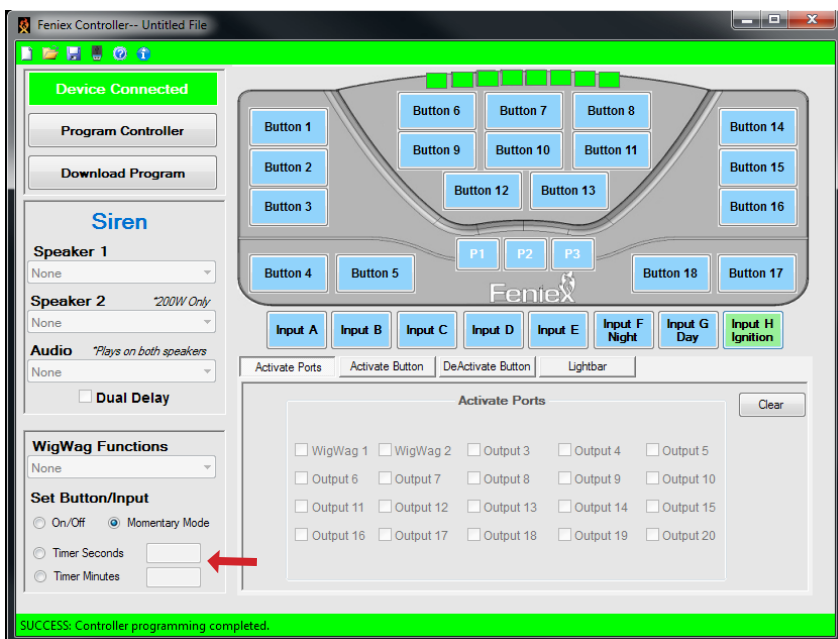 Feniex Controller-- Untitled File
Device Connected
Program Controller
Download Program
Siren
Speaker 1
None
Speaker 2 *200W Only
None
Audio *Plays on both speakers
None
Dual Delay
WigWag Functions
None
Set Button/Input
On/Off Momentary Mode
Timer Seconds
Timer Minutes
Button 6 Button 7 Button 8
Button 1 Button 14
Button 9 Button 10 Button 11
Button 2 Button 15
Button 12 Button 13
Button 3 Button 16
P1 P2 P3
Button 4 Button 5 Button 18 Button 17
Feniex
Input A Input B Input C Input D Input E Input F Night Input G Day Input H Ignition
Activate Ports Activate Button DeActivate Button Lightbar
Activate Ports
Clear
WigWag 1 WigWag 2 Output 3 Output 4 Output 5
Output 6 Output 7 Output 8 Output 9 Output 10
Output 11 Output 12 Output 13 Output 14 Output 15
Output 16 Output 17 Output 18 Output 19 Output 20
SUCCESS: Controller programming completed.